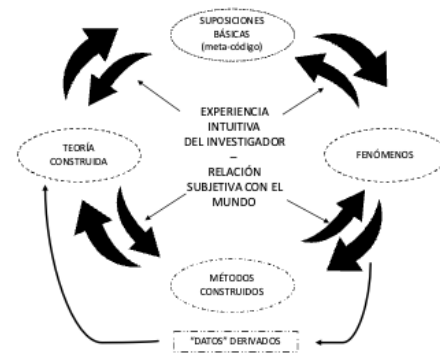 SUPOSICIONES
BÁSICAS
(meta-código)
EXPERIENCIA
INTUITIVA
DEL INVESTIGADOR
–
RELACIÓN
SUBJETIVA CON EL
MUNDO
TEORÍA
CONSTRUIDA
FENÓMENOS
MÉTODOS
CONSTRUIDOS
"DATOS" DERIVADOS